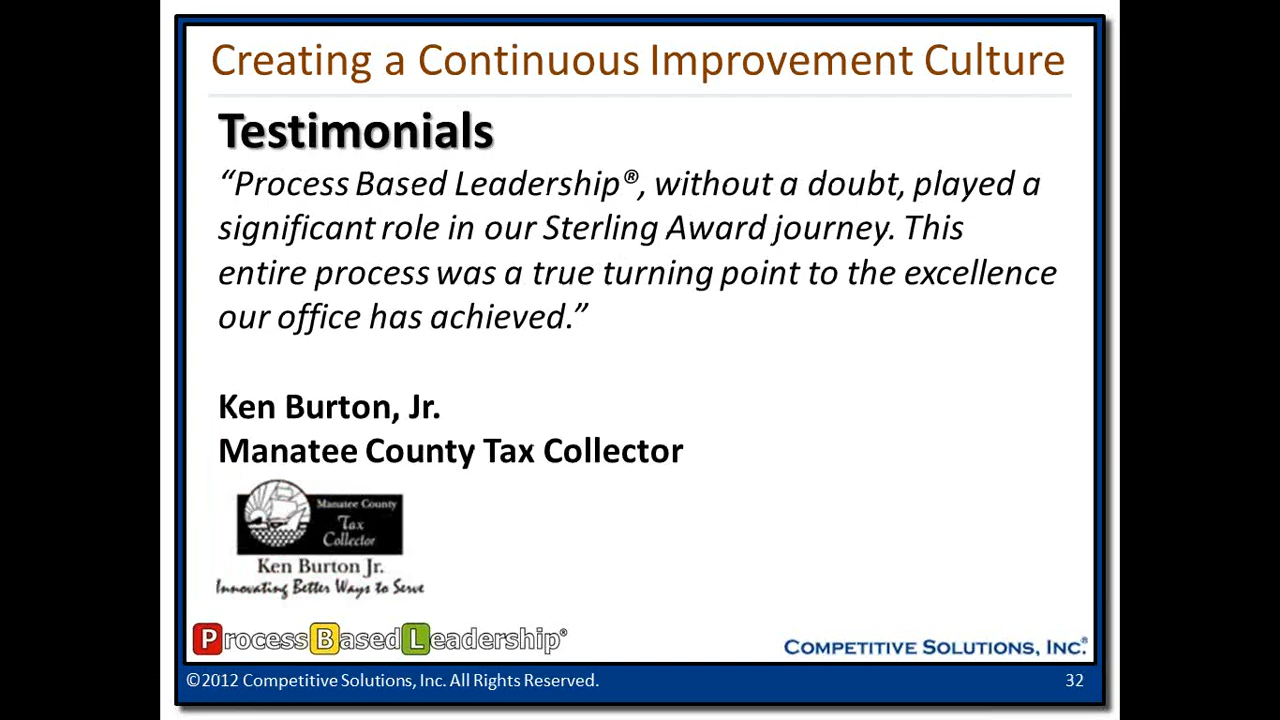 Creating a Continuous Improvement Culture
Testimonials
“Process Based Leadership®, without a doubt, played a
significant role in our Sterling Award journey. This
entire process was a true turning point to the excellence
our office has achieved.”
Ken Burton, Jr.
Manatee County Tax Collector
Manatee County
Tax
Collector
Ken Burton Jr.
Innovating Better Ways to Serve
Process Based Leadership®
COMPETITIVE SOLUTIONS, INC.®
©2012 Competitive Solutions, Inc. All Rights Reserved.
32